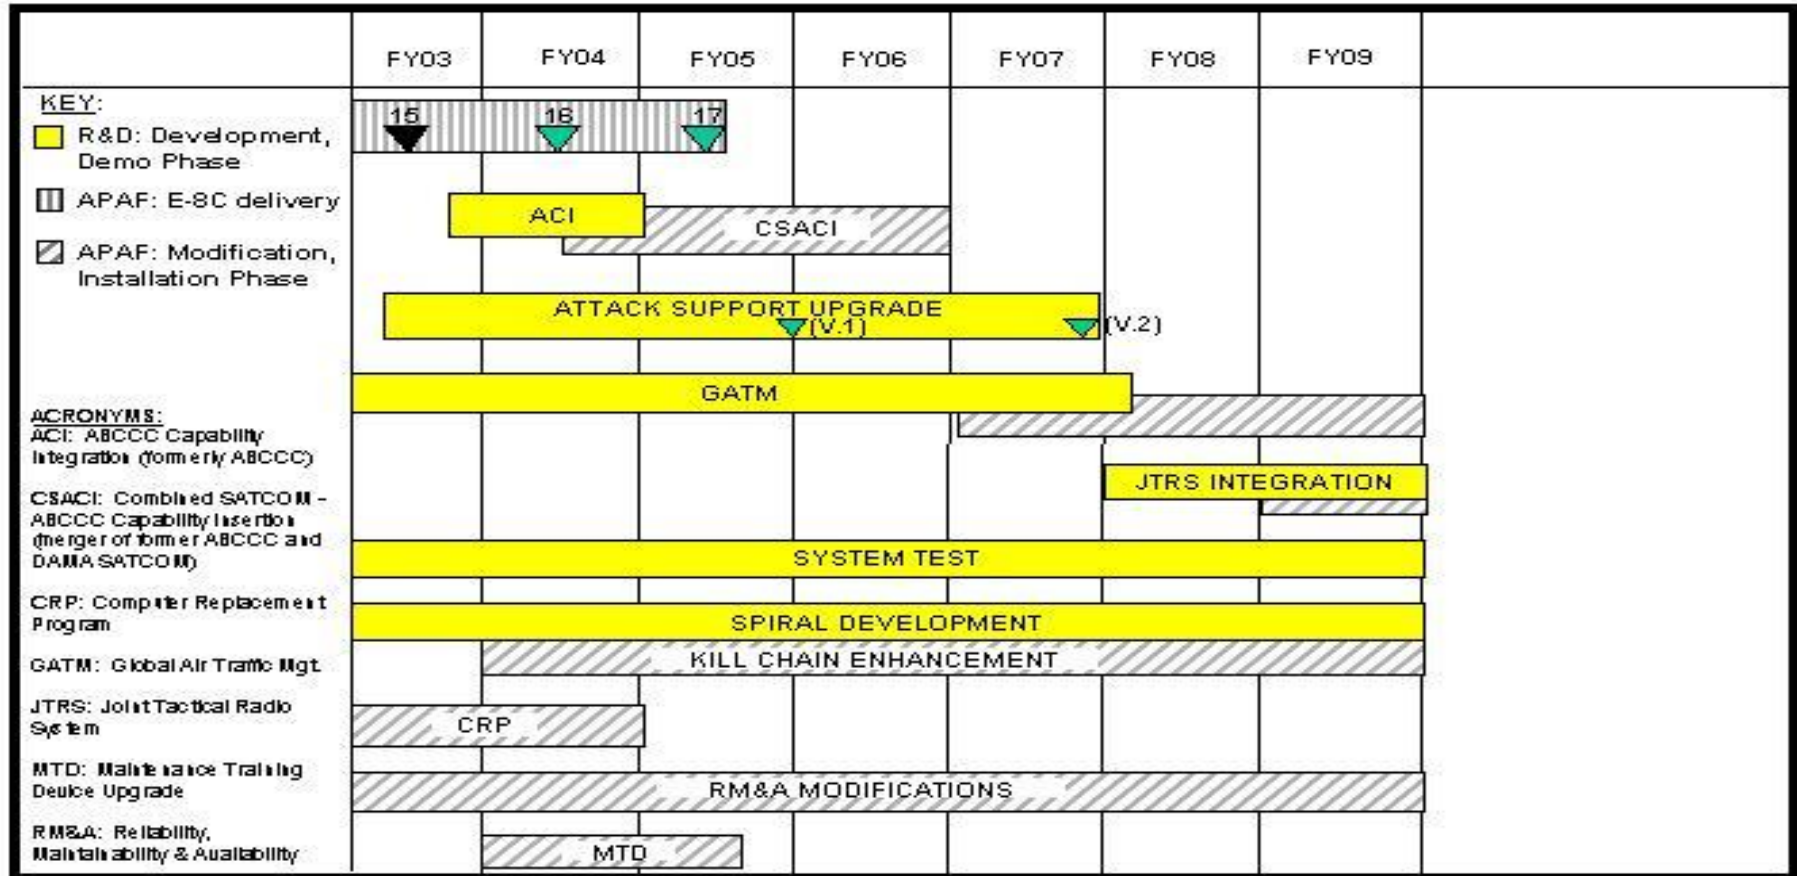 FY03 FY04 FY05 FY06 FY07 FY08 FY09
KEY:
R&D: Development,
Demo Phase
APAF: E-8C delivery
APAF: Modification,
Installation Phase
15 16 17
ACI
CSACI
ATTACK SUPPORT UPGRADE
(V.1) (V.2)
GATM
JTRS INTEGRATION
SYSTEM TEST
SPIRAL DEVELOPMENT
KILL CHAIN ENHANCEMENT
CRP
RM&A MODIFICATIONS
MTD
ACRONYMS:
ACI: ABCCC Capability
Integration (formerly ABCCC)
CSACI: Combined SATCOM -
ABCCC Capability Insertion
(merger of former ABCCC and
DAMA SATCOM)
CRP: Computer Replacement
Program
GATM: Global Air Traffic Mgt.
JTRS: Joint Tactical Radio
System
MTD: Maintenance Training
Device Upgrade
RM&A: Reliability,
Maintainability & Availability